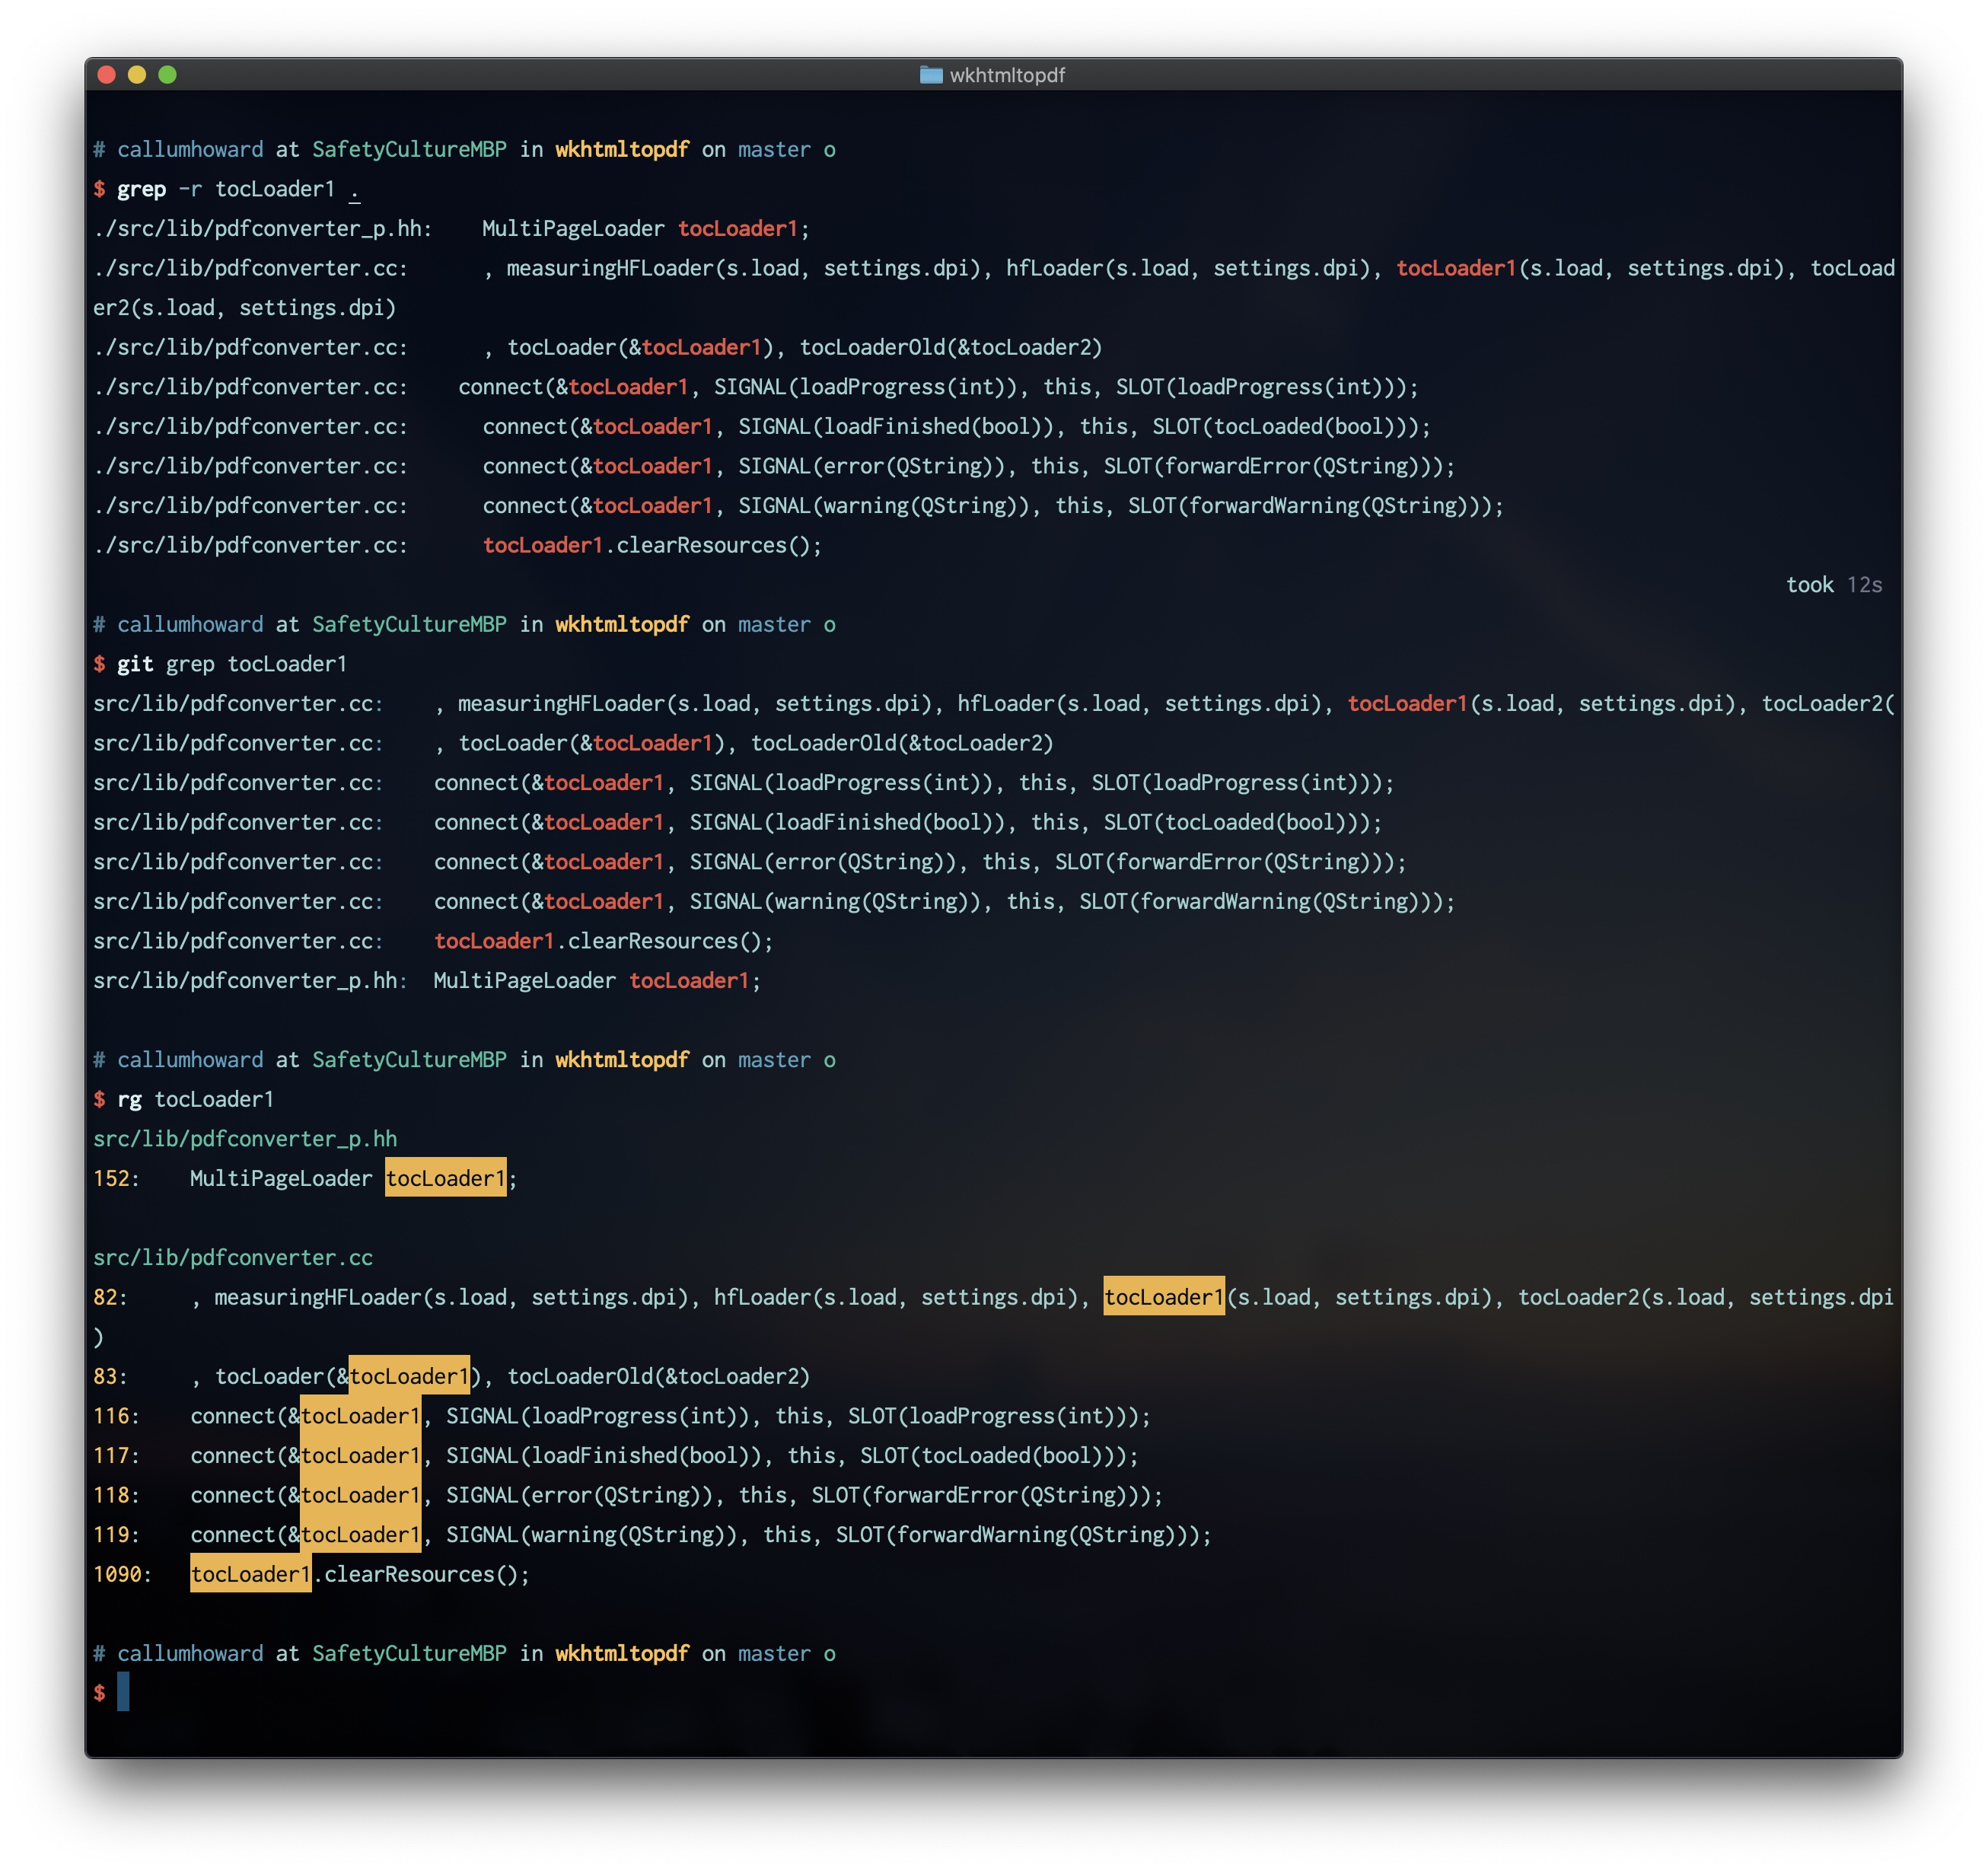 wkhtmltopdf
# callumhoward at SafetyCultureMBP in wkhtmltopdf on master o
$ grep -r tocLoader1 .
./src/lib/pdfconverter_p.hh:    MultiPageLoader tocLoader1;
./src/lib/pdfconverter.cc:      , measuringHFLoader(s.load, settings.dpi), hfLoader(s.load, settings.dpi), tocLoader1(s.load, settings.dpi), tocLoad
er2(s.load, settings.dpi)
./src/lib/pdfconverter.cc:      , tocLoader(&tocLoader1), tocLoaderOld(&tocLoader2)
./src/lib/pdfconverter.cc:    connect(&tocLoader1, SIGNAL(loadProgress(int)), this, SLOT(loadProgress(int)));
./src/lib/pdfconverter.cc:      connect(&tocLoader1, SIGNAL(loadFinished(bool)), this, SLOT(tocLoaded(bool)));
./src/lib/pdfconverter.cc:      connect(&tocLoader1, SIGNAL(error(QString)), this, SLOT(forwardError(QString)));
./src/lib/pdfconverter.cc:      connect(&tocLoader1, SIGNAL(warning(QString)), this, SLOT(forwardWarning(QString)));
./src/lib/pdfconverter.cc:      tocLoader1.clearResources();
took 12s
# callumhoward at SafetyCultureMBP in wkhtmltopdf on master o
$ git grep tocLoader1
src/lib/pdfconverter.cc:    , measuringHFLoader(s.load, settings.dpi), hfLoader(s.load, settings.dpi), tocLoader1(s.load, settings.dpi), tocLoader2(
src/lib/pdfconverter.cc:    , tocLoader(&tocLoader1), tocLoaderOld(&tocLoader2)
src/lib/pdfconverter.cc:    connect(&tocLoader1, SIGNAL(loadProgress(int)), this, SLOT(loadProgress(int)));
src/lib/pdfconverter.cc:    connect(&tocLoader1, SIGNAL(loadFinished(bool)), this, SLOT(tocLoaded(bool)));
src/lib/pdfconverter.cc:    connect(&tocLoader1, SIGNAL(error(QString)), this, SLOT(forwardError(QString)));
src/lib/pdfconverter.cc:    connect(&tocLoader1, SIGNAL(warning(QString)), this, SLOT(forwardWarning(QString)));
src/lib/pdfconverter.cc:    tocLoader1.clearResources();
src/lib/pdfconverter_p.hh:  MultiPageLoader tocLoader1;
# callumhoward at SafetyCultureMBP in wkhtmltopdf on master o
$ rg tocLoader1
src/lib/pdfconverter_p.hh
152:    MultiPageLoader tocLoader1;
src/lib/pdfconverter.cc
82:     , measuringHFLoader(s.load, settings.dpi), hfLoader(s.load, settings.dpi), tocLoader1(s.load, settings.dpi), tocLoader2(s.load, settings.dpi
)
83:     , tocLoader(&tocLoader1), tocLoaderOld(&tocLoader2)
116:    connect(&tocLoader1, SIGNAL(loadProgress(int)), this, SLOT(loadProgress(int)));
117:    connect(&tocLoader1, SIGNAL(loadFinished(bool)), this, SLOT(tocLoaded(bool)));
118:    connect(&tocLoader1, SIGNAL(error(QString)), this, SLOT(forwardError(QString)));
119:    connect(&tocLoader1, SIGNAL(warning(QString)), this, SLOT(forwardWarning(QString)));
1090:   tocLoader1.clearResources();
# callumhoward at SafetyCultureMBP in wkhtmltopdf on master o
$